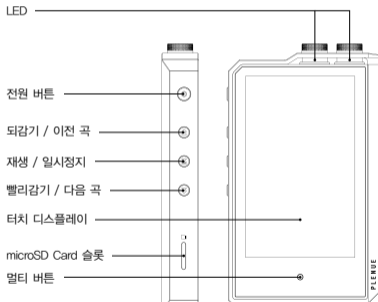 LED
전원 버튼
되감기 / 이전 곡
재생 / 일시정지
빨리감기 / 다음 곡
터치 디스플레이
microSD Card 슬롯
멀티 버튼
PLENUE